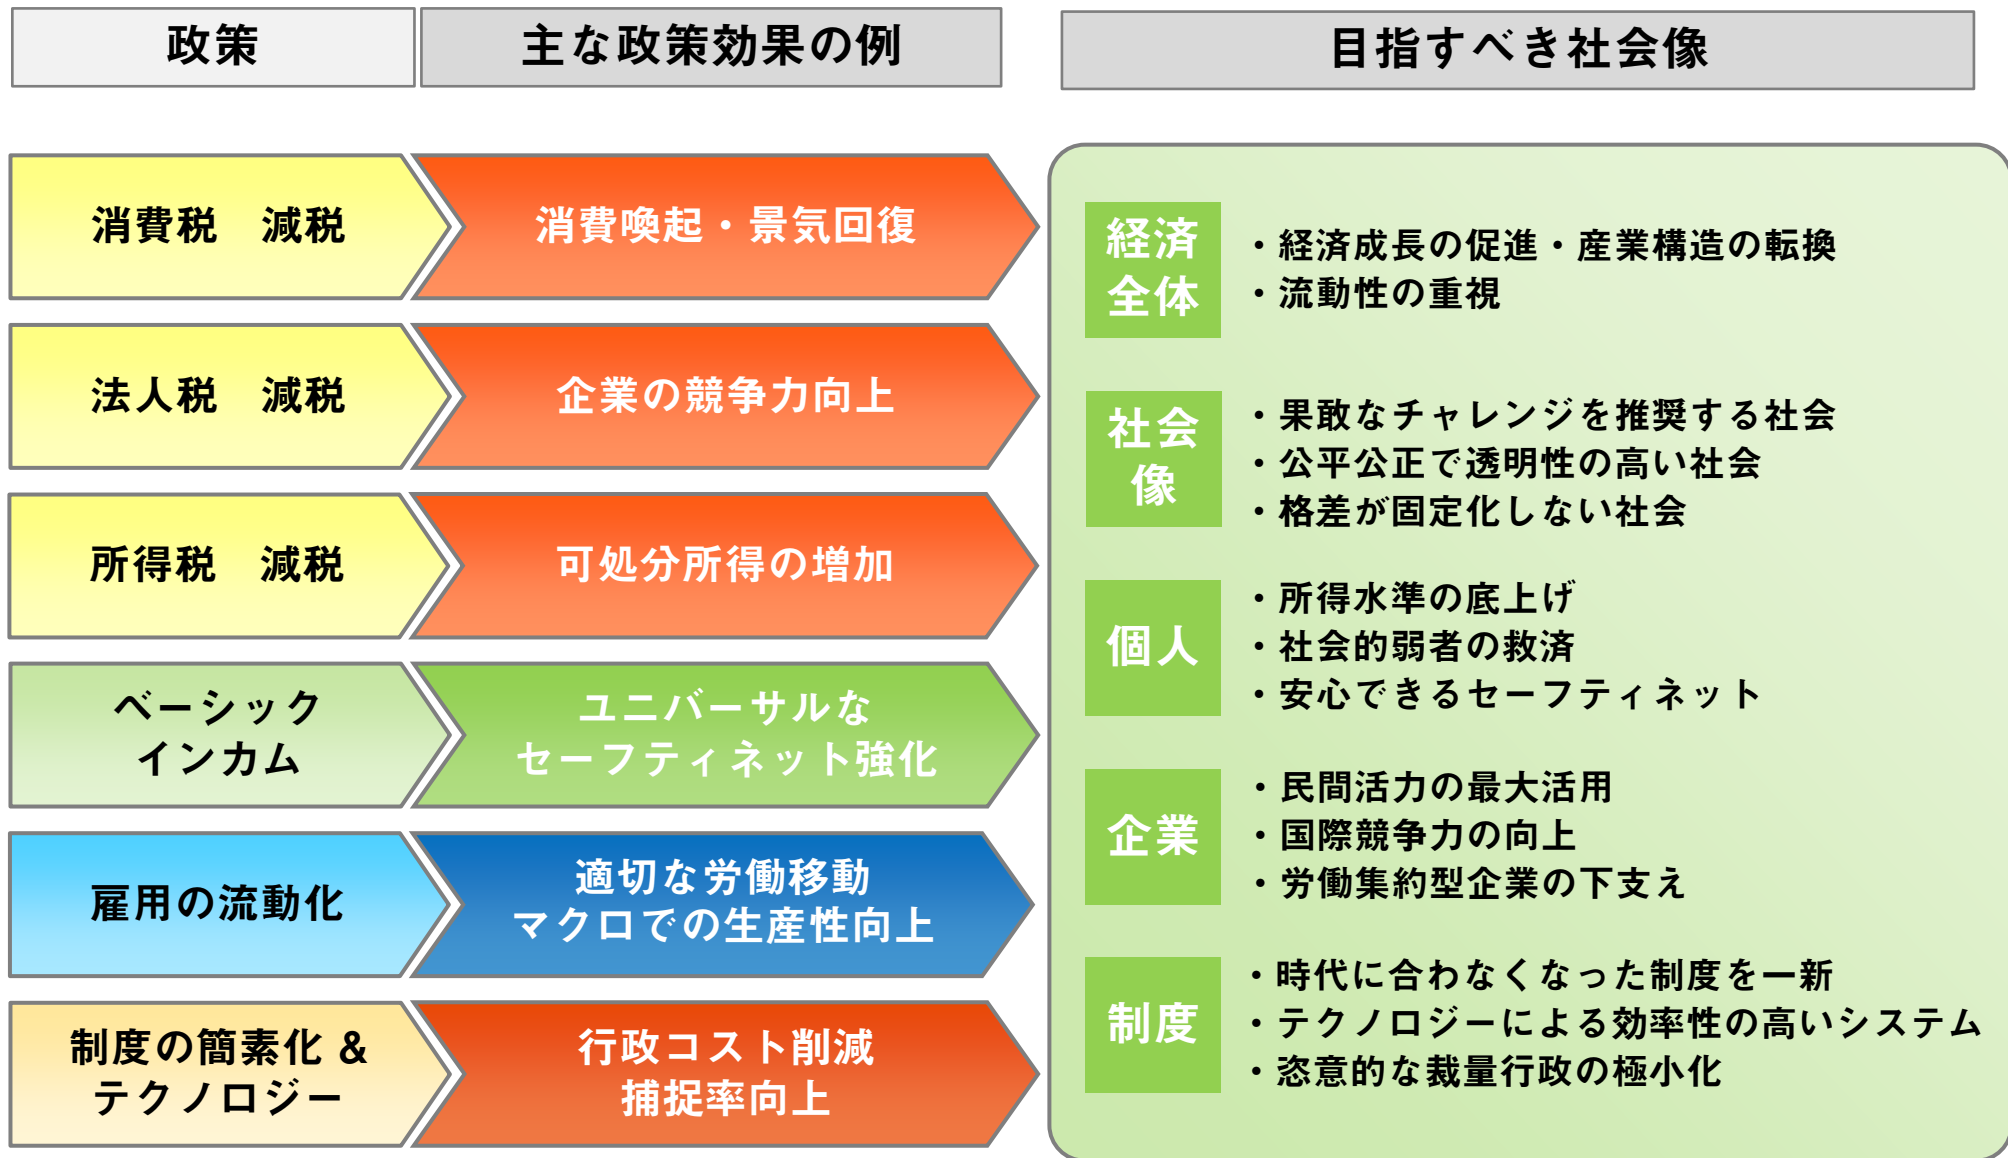 政策
主な政策効果の例
目指すべき社会像
消費税　減税
消費喚起・景気回復
法人税　減税
企業の競争力向上
所得税　減税
可処分所得の増加
ベーシック
インカム
ユニバーサルな
セーフティネット強化
雇用の流動化
適切な労働移動
マクロでの生産性向上
制度の簡素化 &
テクノロジー
行政コスト削減
捕捉率向上
経済
全体
・経済成長の促進・産業構造の転換
・流動性の重視
社会
像
・果敢なチャレンジを推奨する社会
・公平公正で透明性の高い社会
・格差が固定化しない社会
個人
・所得水準の底上げ
・社会的弱者の救済
・安心できるセーフティネット
企業
・民間活力の最大活用
・国際競争力の向上
・労働集約型企業の下支え
制度
・時代に合わなくなった制度を一新
・テクノロジーによる効率性の高いシステム
・恣意的な裁量行政の極小化